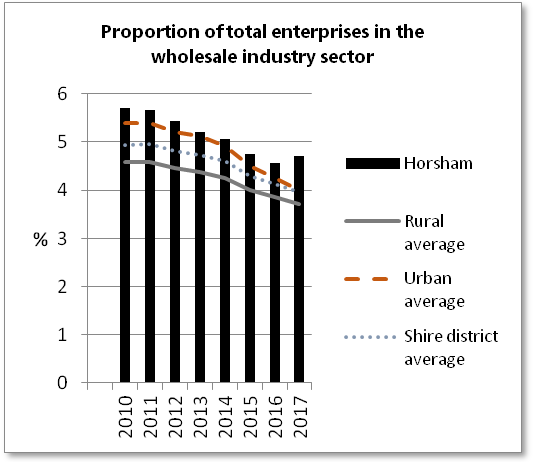 Proportion of total enterprises in the
wholesale industry sector
6
5
4
3
2
1
0
%
2010
2011
2012
2013
2014
2015
2016
2017
Horsham
Rural
average
Urban
average
Shire district
average